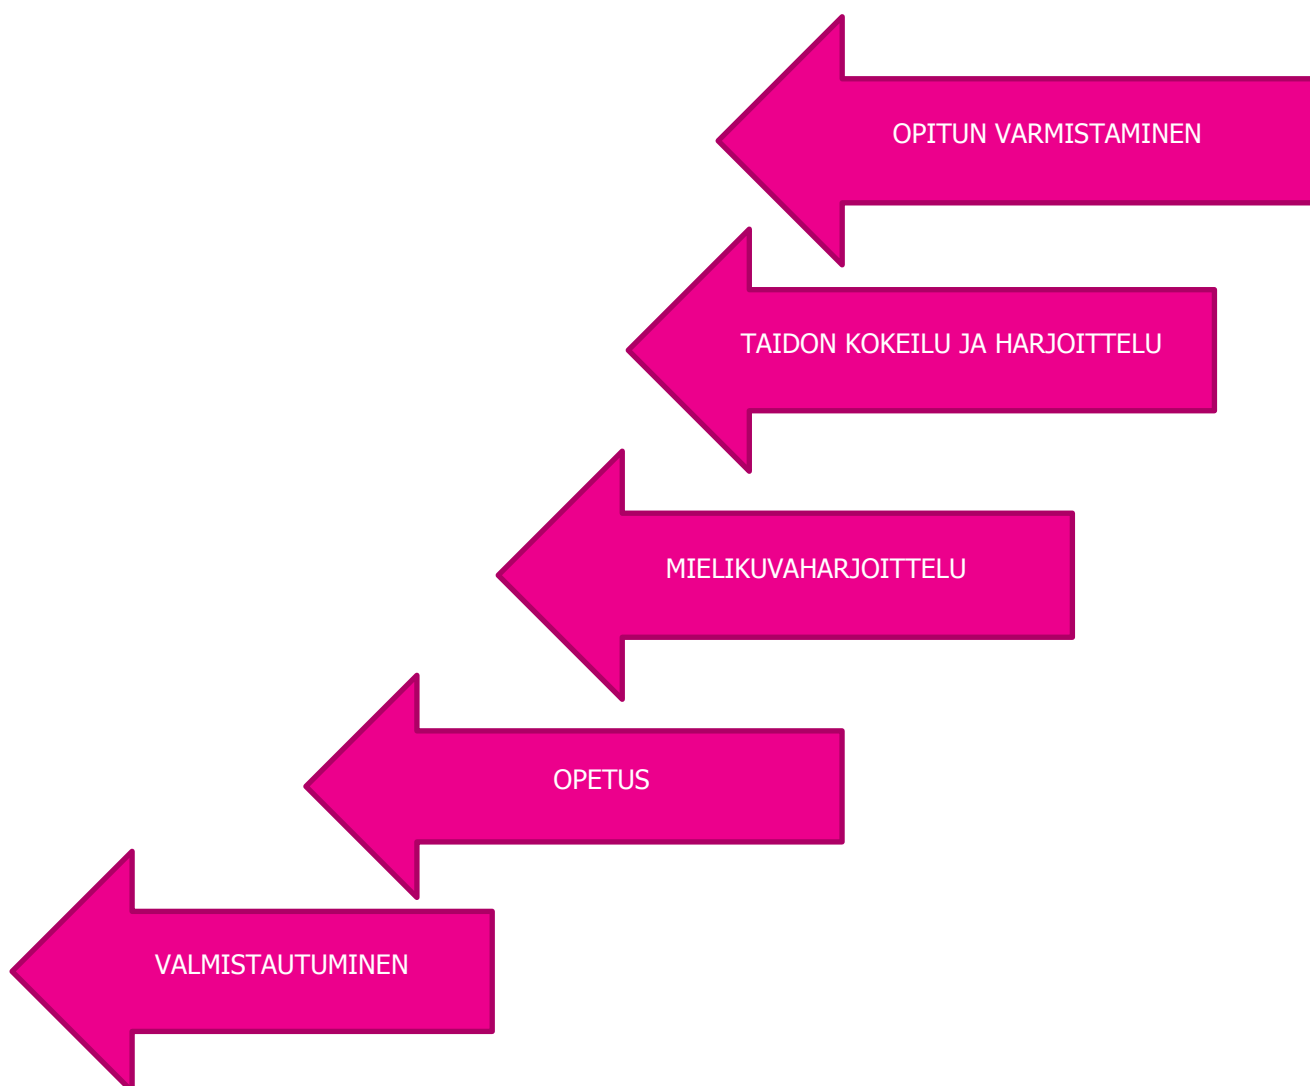 OPITUN VARMISTAMINEN
TAIDON KOKEILU JA HARJOITTELU
MIELIKUVAHARJOITTELU
OPETUS
VALMISTAUTUMINEN